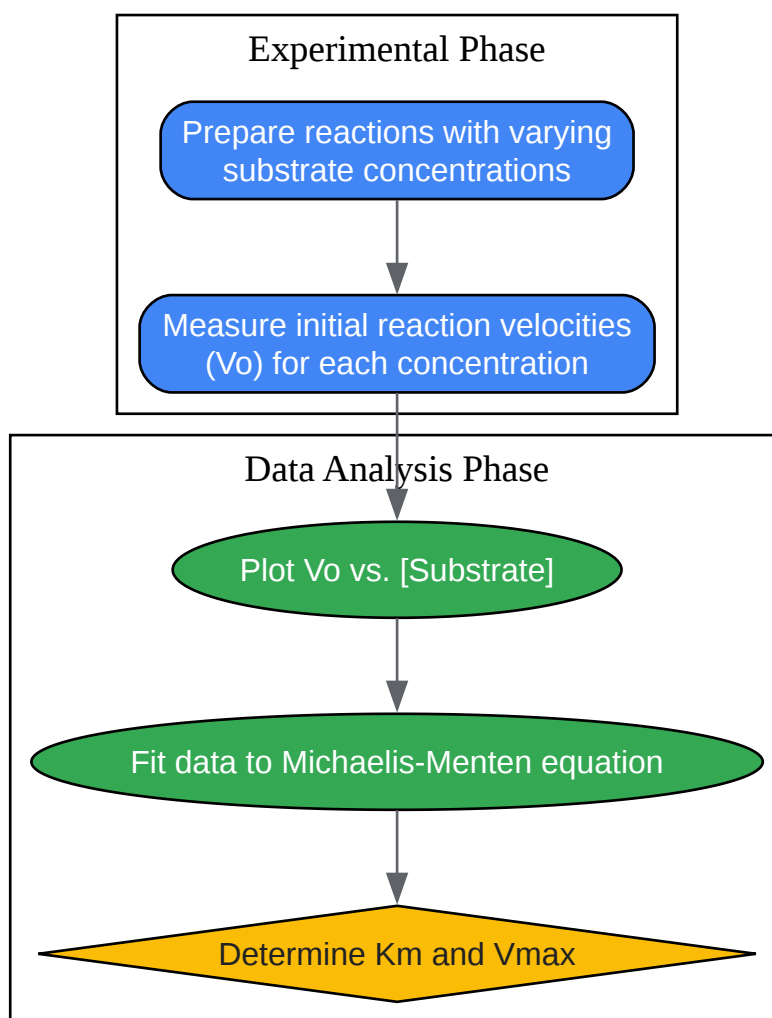 Experimental Phase
Prepare reactions with varying
substrate concentrations
Measure initial reaction velocities
(Vo) for each concentration
Data Analysis Phase
Plot Vo vs. [Substrate]
Fit data to Michaelis-Menten equation
Determine Km and Vmax